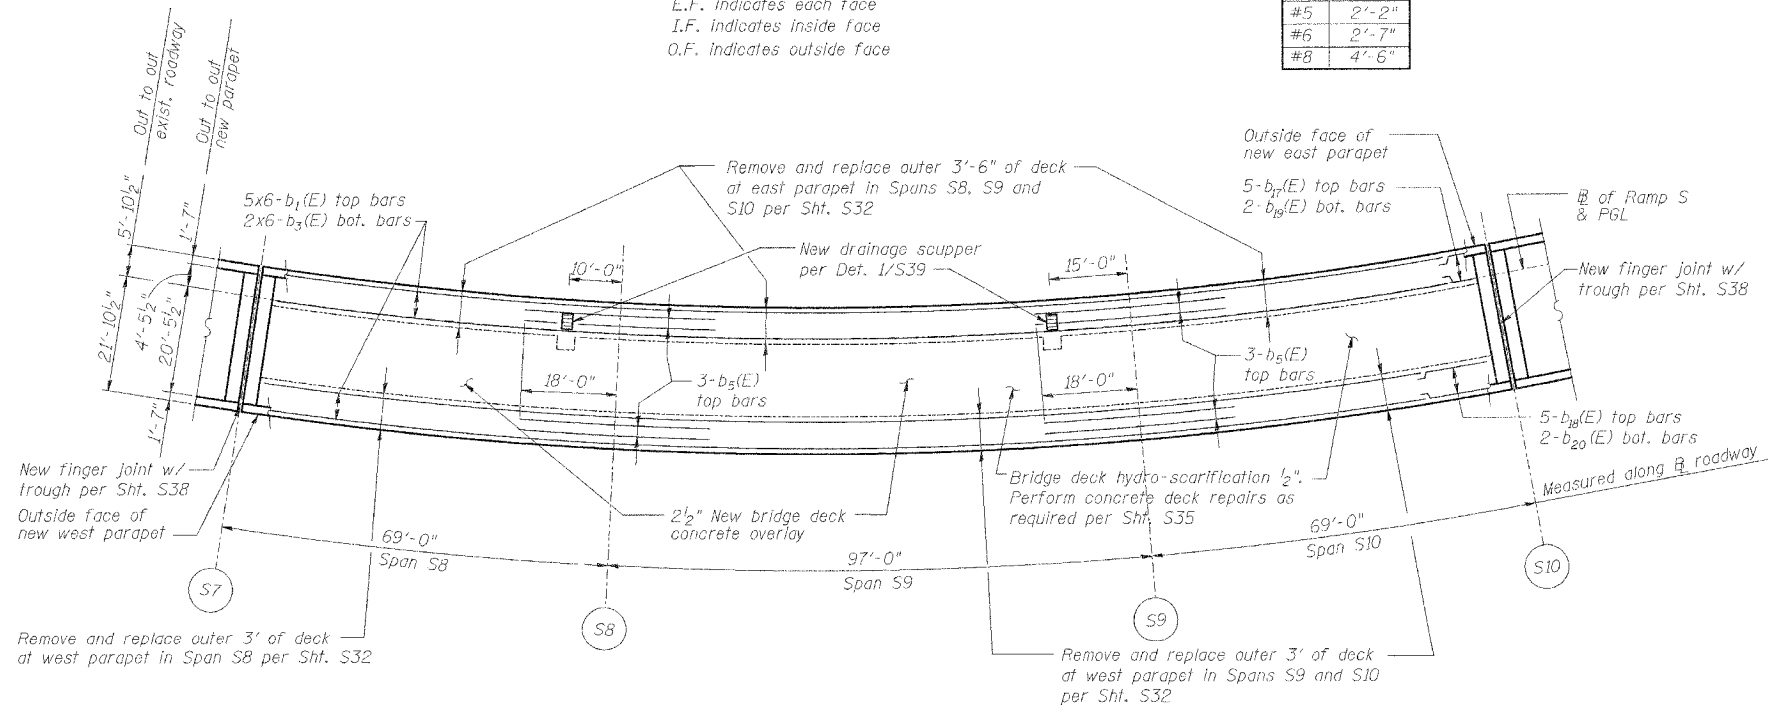 E.F. indicates each face
I.F. indicates inside face
O.F. indicates outside face
#5 2'-2"
#6 2'-7"
#8 4'-6"
Out to out
exist. roadway
Out to out
new parapet
5'-10½"
1'-7"
21'-10½"
4'-5½"
20'-5½"
1'-7"
5x6-b₁(E) top bars
2x6-b₃(E) bot. bars
Remove and replace outer 3'-6" of deck
at east parapet in Spans S8, S9 and
S10 per Sht. S32
New drainage scupper
per Det. 1/S39
10'-0"
15'-0"
Outside face of
new east parapet
5-b₁₇(E) top bars
2-b₁₉(E) bot. bars
℄ of Ramp S
& PGL
New finger joint w/
trough per Sht. S38
18'-0"
3-b₅(E)
top bars
18'-0"
3-b₅(E)
top bars
5-b₁₈(E) top bars
2-b₂₀(E) bot. bars
New finger joint w/
trough per Sht. S38
Outside face of
new west parapet
2½" New bridge deck
concrete overlay
Bridge deck hydro-scarification ½".
Perform concrete deck repairs as
required per Sht. S35
Measured along ℄ roadway
69'-0"
Span S8
97'-0"
Span S9
69'-0"
Span S10
S7
S8
S9
S10
Remove and replace outer 3' of deck
at west parapet in Span S8 per Sht. S32
Remove and replace outer 3' of deck
at west parapet in Spans S9 and S10
per Sht. S32